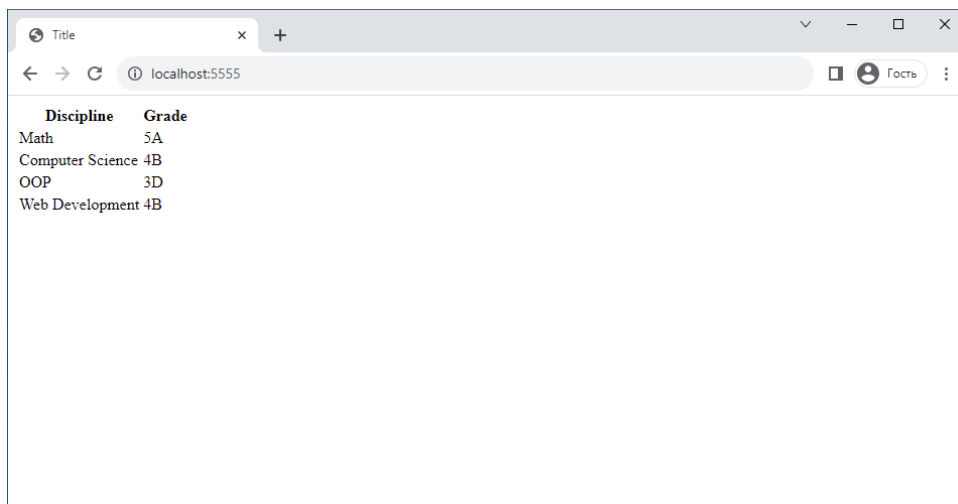 Title
localhost:5555
Гость
Discipline Grade
Math 5A
Computer Science 4B
OOP 3D
Web Development 4B